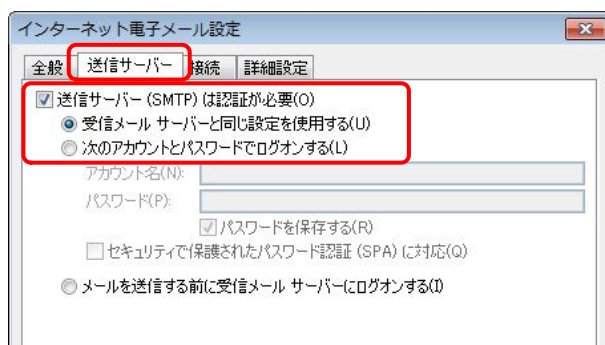 インターネット電子メール設定
全般 送信サーバー 接続 詳細設定
送信サーバー (SMTP) は認証が必要(O)
受信メール サーバーと同じ設定を使用する(U)
次のアカウントとパスワードでログオンする(L)
アカウント名(N):
パスワード(P):
パスワードを保存する(R)
セキュリティで保護されたパスワード認証 (SPA) に対応(Q)
メールを送信する前に受信メール サーバーにログオンする(I)